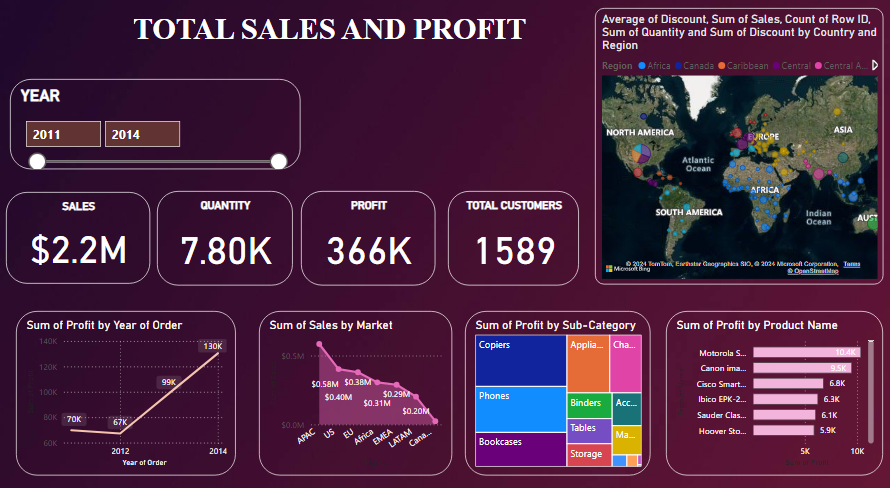 TOTAL SALES AND PROFIT
YEAR
2011
2014
SALES
$2.2M
QUANTITY
7.80K
PROFIT
366K
TOTAL CUSTOMERS
1589
Average of Discount, Sum of Sales, Count of Row ID,
Sum of Quantity and Sum of Discount by Country and
Region
Region Africa Canada Caribbean Central Central A...
NORTH AMERICA
EUROPE
ASIA
Atlantic
Ocean
AFRICA
SOUTH AMERICA
Indian
Ocean
AUST
Microsoft Bing
© 2024 TomTom, Earthstar Geographics SIO, © 2024 Microsoft Corporation, Terms
© OpenStreetMap
Sum of Profit by Year of Order
140K
120K
100K
80K
60K
70K
67K
99K
130K
2012
2014
Year of Order
Sum of Sales by Market
$0.5M
$0.0M
$0.58M
$0.40M
$0.38M
$0.31M
$0.29M
$0.20M
APAC
US
EU
Africa
EMEA
LATAM
Cana...
Sum of Profit by Sub-Category
Copiers
Phones
Bookcases
Applia...
Binders
Tables
Storage
Cha...
Acc...
Ma...
Sum of Profit by Product Name
Motorola S... 10.4K
Canon ima... 9.5K
Cisco Smart... 6.8K
Ibico EPK-2... 6.3K
Sauder Clas... 6.1K
Hoover Sto... 5.9K
5K
10K